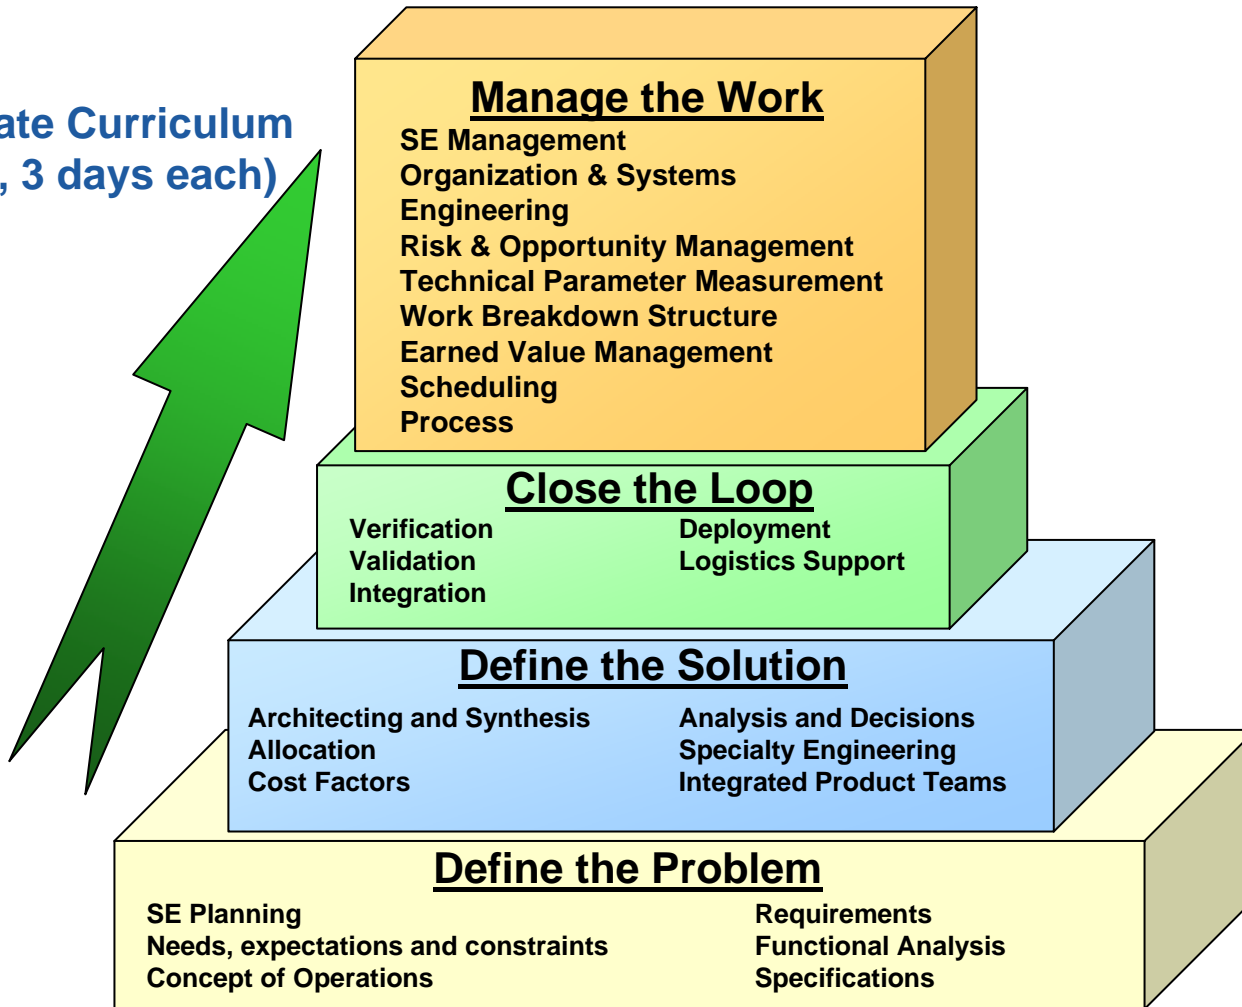 ate Curriculum
, 3 days each)
Manage the Work
SE Management
Organization & Systems
Engineering
Risk & Opportunity Management
Technical Parameter Measurement
Work Breakdown Structure
Earned Value Management
Scheduling
Process
Close the Loop
Verification
Validation
Integration
Deployment
Logistics Support
Define the Solution
Architecting and Synthesis
Allocation
Cost Factors
Analysis and Decisions
Specialty Engineering
Integrated Product Teams
Define the Problem
SE Planning
Needs, expectations and constraints
Concept of Operations
Requirements
Functional Analysis
Specifications